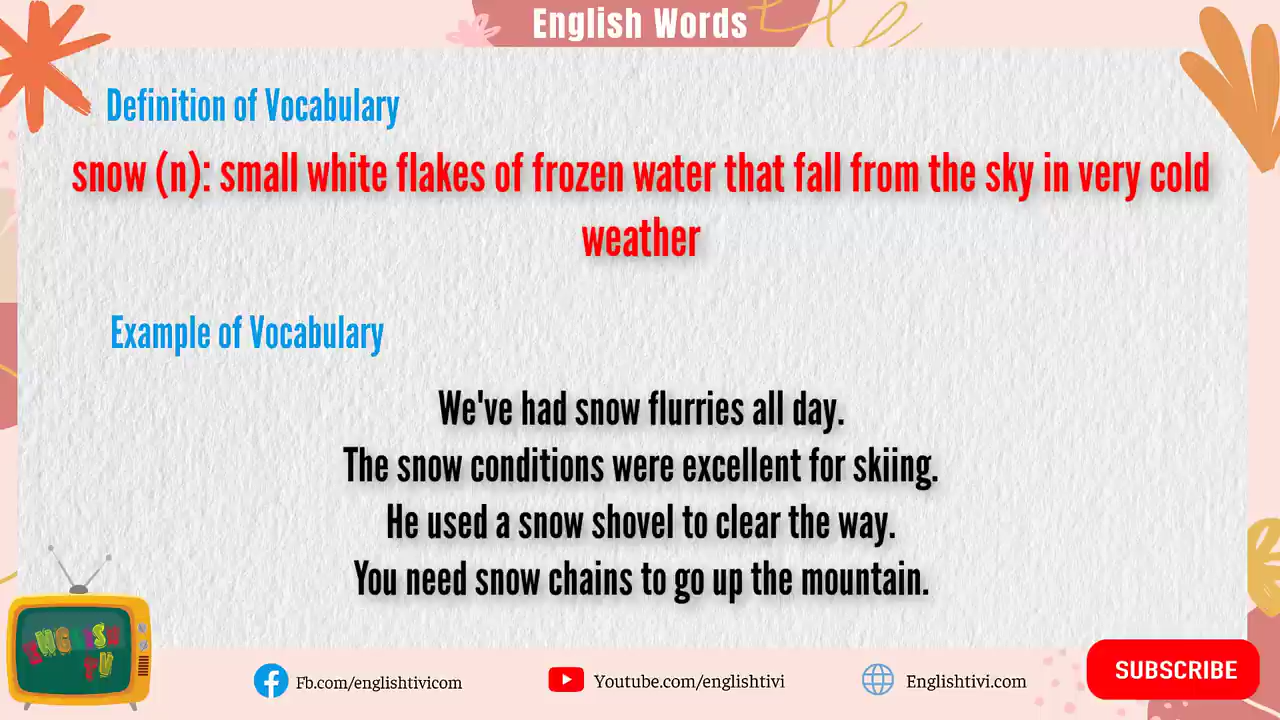 English Words
Definition of Vocabulary
snow (n): small white flakes of frozen water that fall from the sky in very cold
weather
Example of Vocabulary
We've had snow flurries all day.
The snow conditions were excellent for skiing.
He used a snow shovel to clear the way.
You need snow chains to go up the mountain.
ENGLISH
TV
Fb.com/englishtivicom
Youtube.com/englishtivi
Englishtivi.com
SUBSCRIBE